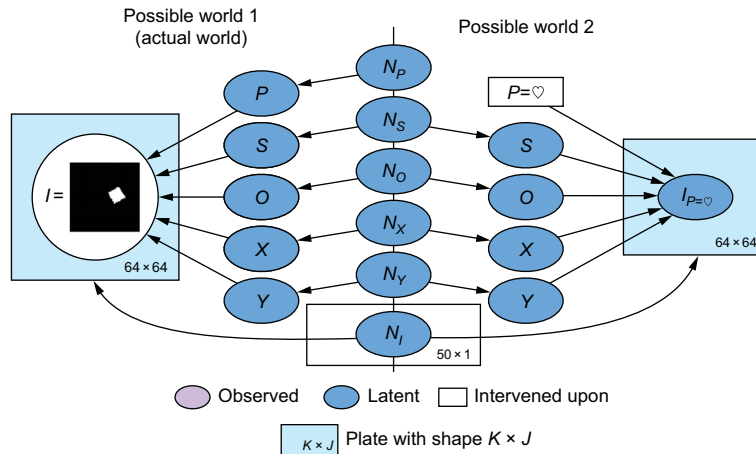 Possible world 1
(actual world)
Possible world 2
N_P
P
P=♡
N_S
S
S
N_O
I =
O
O
I_{P=♡}
N_X
X
X
64 × 64
64 × 64
N_Y
Y
Y
N_I
50 × 1
Observed
Latent
Intervened upon
K × J
Plate with shape K × J